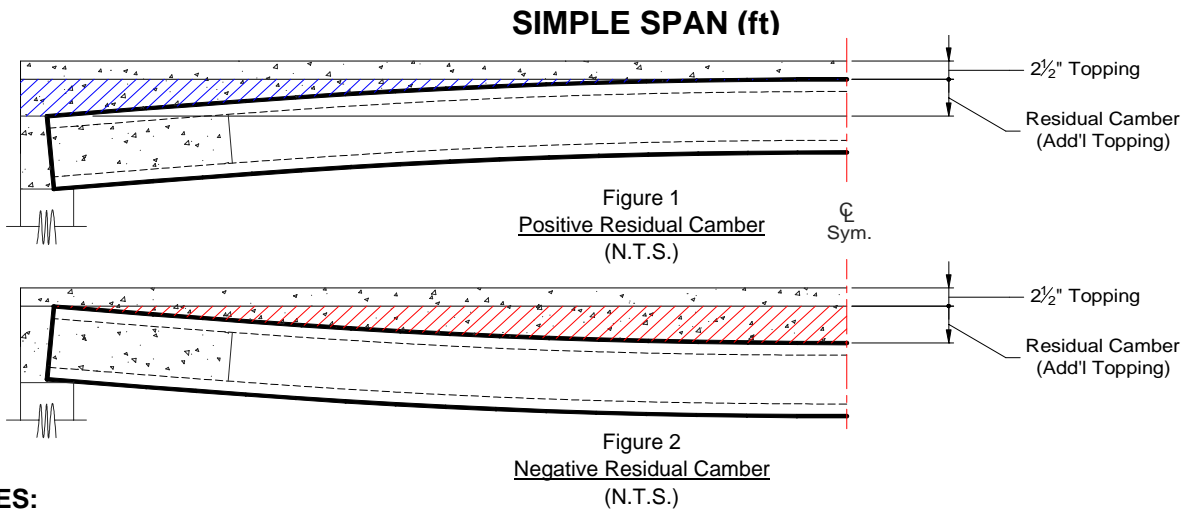 SIMPLE SPAN (ft)
2½" Topping
Residual Camber
(Add'l Topping)
Figure 1
Positive Residual Camber
(N.T.S.)
℄
Sym.
2½" Topping
Residual Camber
(Add'l Topping)
Figure 2
Negative Residual Camber
(N.T.S.)
ES: